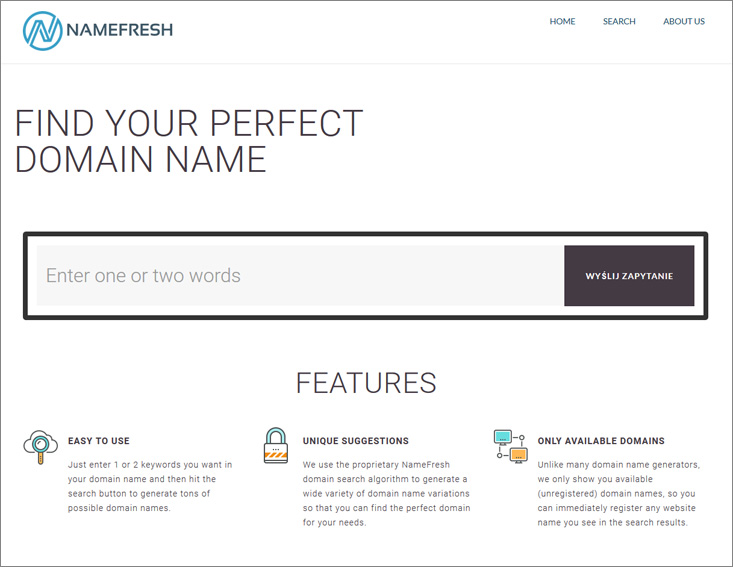 NAMEFRESH
HOME
SEARCH
ABOUT US
FIND YOUR PERFECT
DOMAIN NAME
Enter one or two words
WYŚLIJ ZAPYTANIE
FEATURES
EASY TO USE
Just enter 1 or 2 keywords you want in
your domain name and then hit the
search button to generate tons of
possible domain names.
UNIQUE SUGGESTIONS
We use the proprietary NameFresh
domain search algorithm to generate a
wide variety of domain name variations
so that you can find the perfect domain
for your needs.
ONLY AVAILABLE DOMAINS
Unlike many domain name generators,
we only show you available
(unregistered) domain names, so you
can immediately register any website
name you see in the search results.